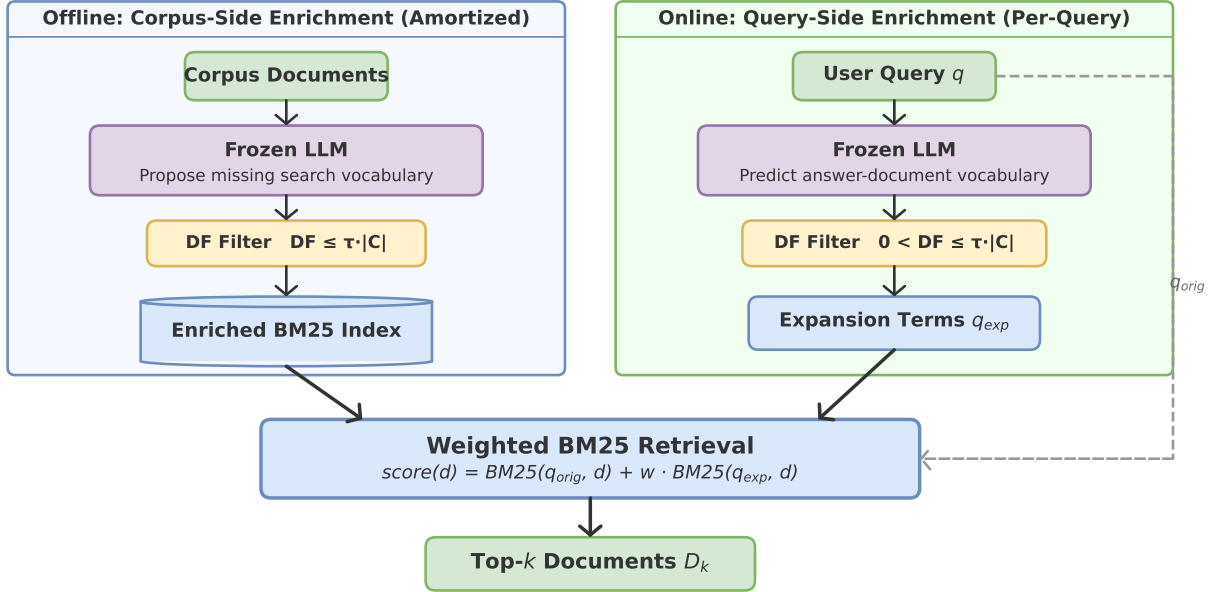 Offline: Corpus-Side Enrichment (Amortized)
Corpus Documents
Frozen LLM
Propose missing search vocabulary
DF Filter   DF ≤ τ·|C|
Enriched BM25 Index
Online: Query-Side Enrichment (Per-Query)
User Query q
Frozen LLM
Predict answer-document vocabulary
DF Filter   0 < DF ≤ τ·|C|
Expansion Terms q_exp
q_orig
Weighted BM25 Retrieval
score(d) = BM25(q_orig, d) + w · BM25(q_exp, d)
Top-k Documents D_k